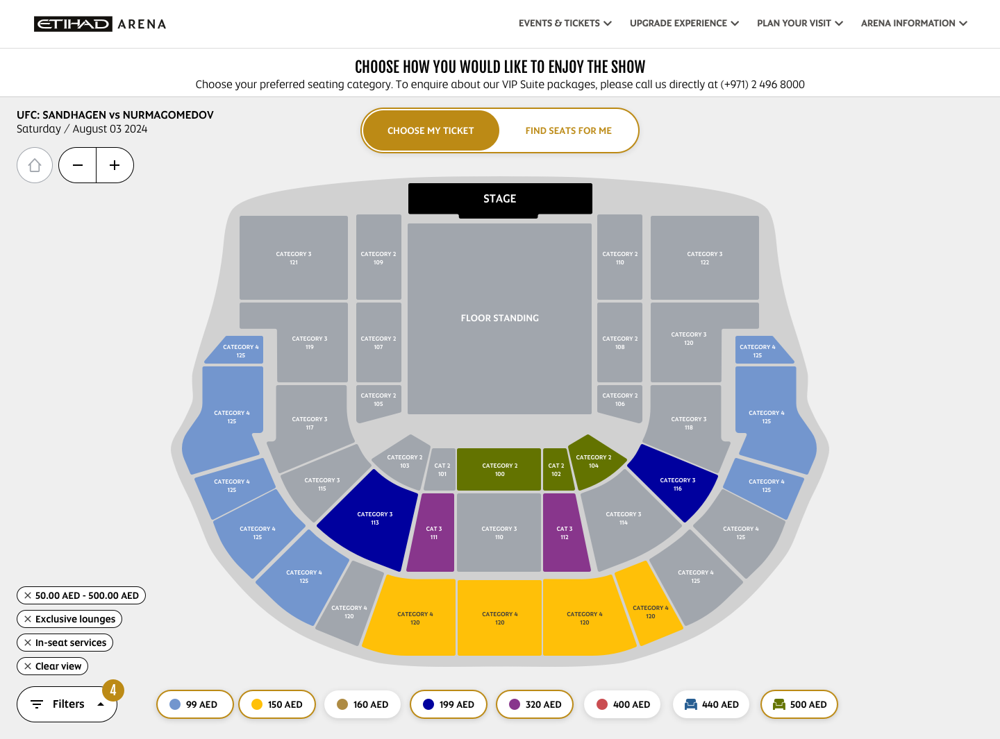 ETIHAD ARENA
EVENTS & TICKETS
UPGRADE EXPERIENCE
PLAN YOUR VISIT
ARENA INFORMATION
CHOOSE HOW YOU WOULD LIKE TO ENJOY THE SHOW
Choose your preferred seating category. To enquire about our VIP Suite packages, please call us directly at (+971) 2 496 8000
UFC: SANDHAGEN vs NURMAGOMEDOV
Saturday / August 03 2024
CHOOSE MY TICKET
FIND SEATS FOR ME
STAGE
CATEGORY 3
121
CATEGORY 2
109
CATEGORY 2
110
CATEGORY 3
122
FLOOR STANDING
CATEGORY 4
125
CATEGORY 3
119
CATEGORY 2
107
CATEGORY 2
108
CATEGORY 3
120
CATEGORY 4
125
CATEGORY 2
105
CATEGORY 2
106
CATEGORY 4
125
CATEGORY 3
117
CATEGORY 3
118
CATEGORY 4
125
CATEGORY 2
103
CAT 2
101
CATEGORY 2
100
CAT 2
102
CATEGORY 2
104
CATEGORY 4
125
CATEGORY 3
115
CATEGORY 3
116
CATEGORY 4
125
CATEGORY 4
125
CATEGORY 3
113
CAT 3
111
CATEGORY 3
110
CAT 3
112
CATEGORY 3
114
CATEGORY 4
125
CATEGORY 4
125
CATEGORY 4
125
CATEGORY 4
120
CATEGORY 4
120
CATEGORY 4
120
CATEGORY 4
120
CATEGORY 4
120
50.00 AED - 500.00 AED
Exclusive lounges
In-seat services
Clear view
Filters
4
99 AED
150 AED
160 AED
199 AED
320 AED
400 AED
440 AED
500 AED